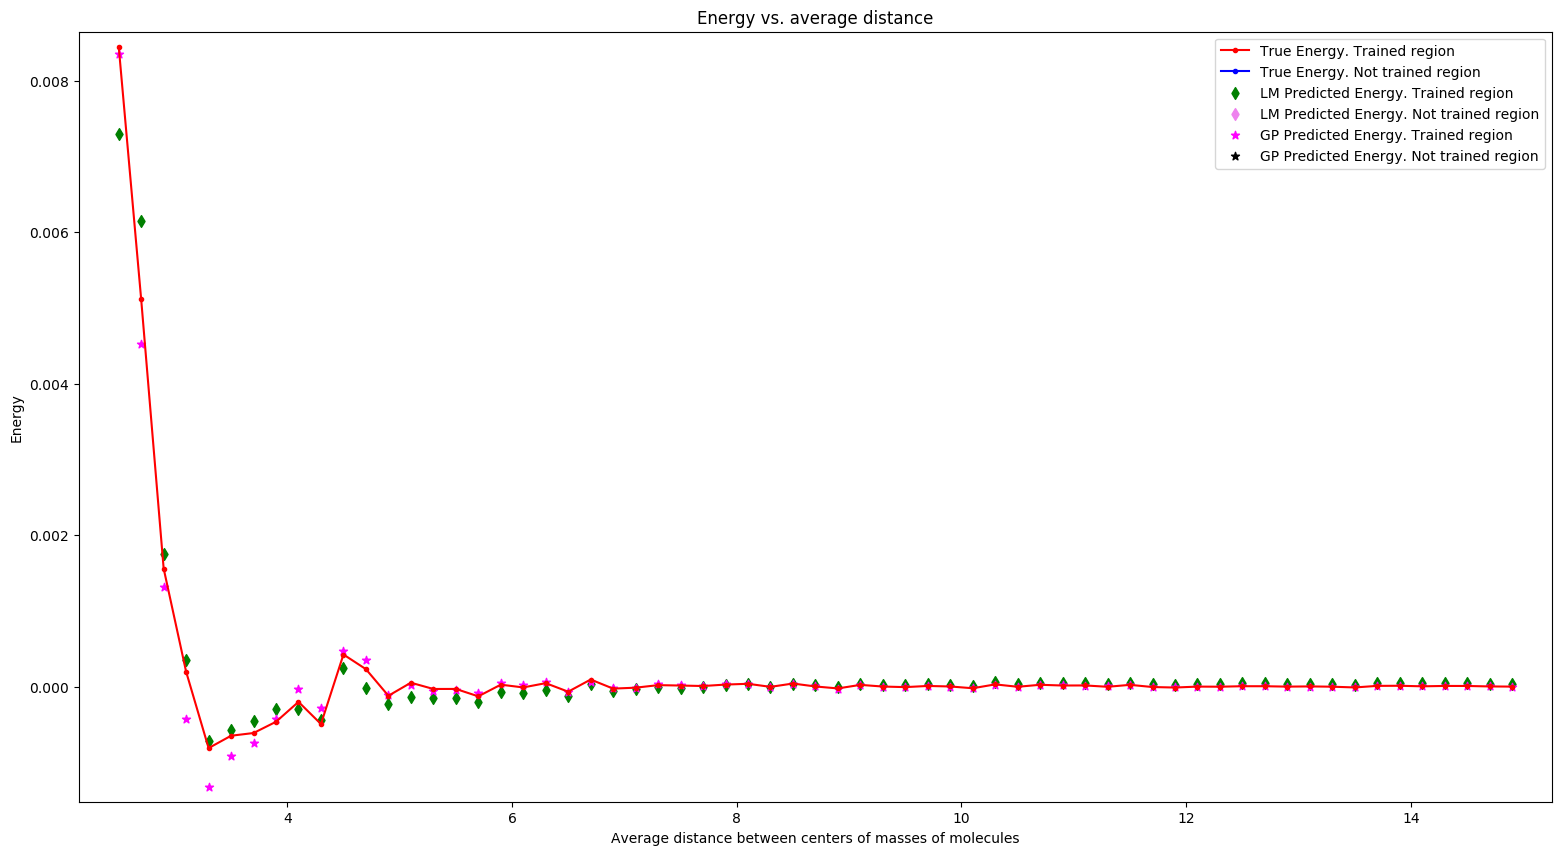 Energy vs. average distance
True Energy. Trained region
True Energy. Not trained region
LM Predicted Energy. Trained region
LM Predicted Energy. Not trained region
GP Predicted Energy. Trained region
GP Predicted Energy. Not trained region
Energy
0.008
0.006
0.004
0.002
0.000
4
6
8
10
12
14
Average distance between centers of masses of molecules